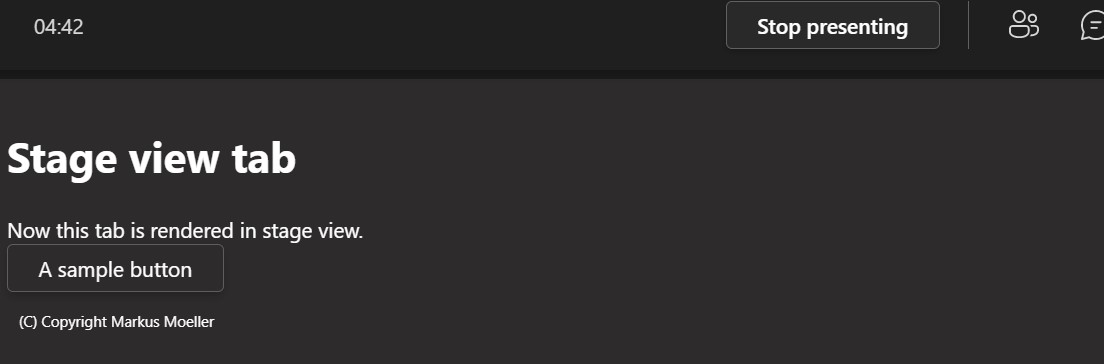 04:42
Stop presenting
Stage view tab
Now this tab is rendered in stage view.
A sample button
(C) Copyright Markus Moeller